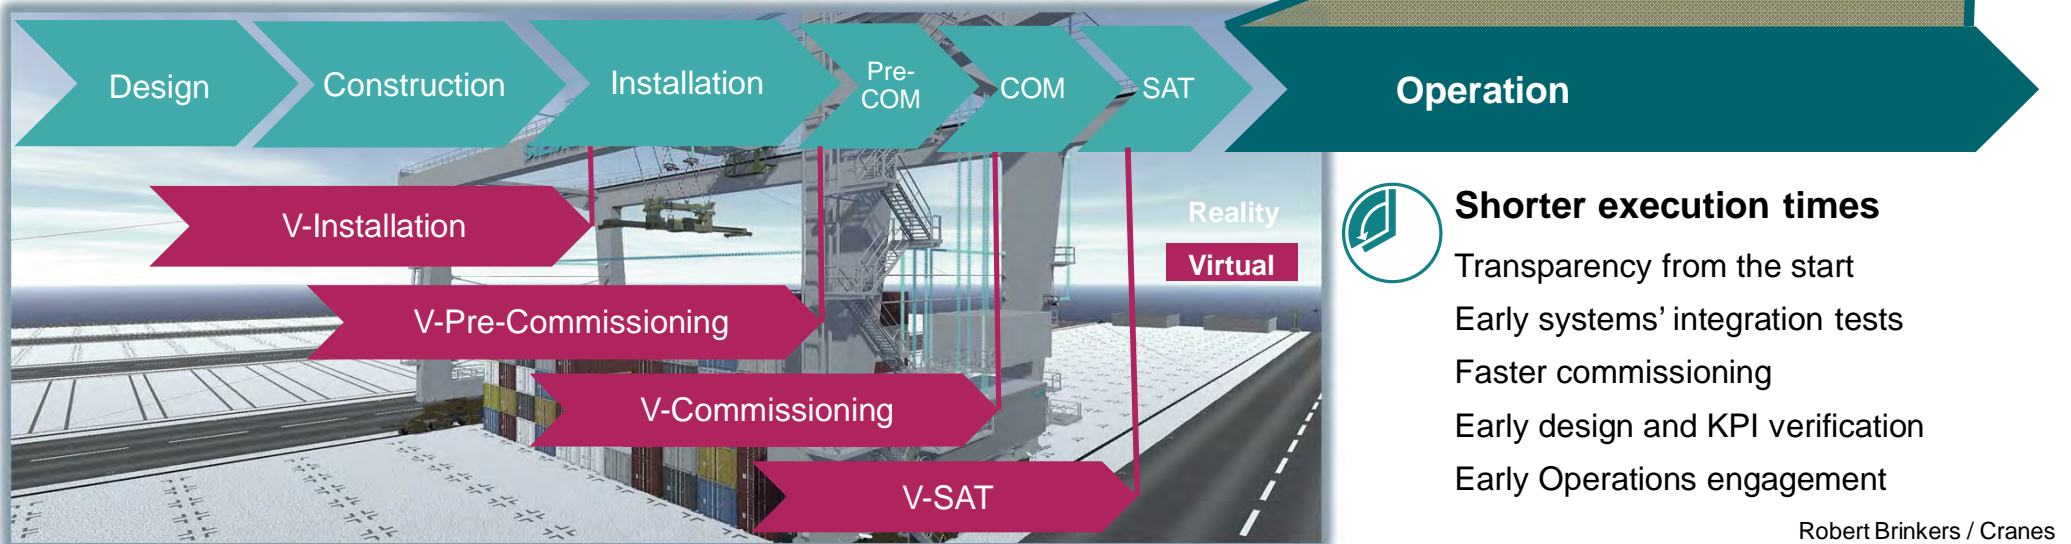 Design
Construction
Installation
Pre-
COM
COM
SAT
Operation
V-Installation
V-Pre-Commissioning
V-Commissioning
V-SAT
Reality
Virtual
Shorter execution times
Transparency from the start
Early systems’ integration tests
Faster commissioning
Early design and KPI verification
Early Operations engagement
Robert Brinkers / Cranes